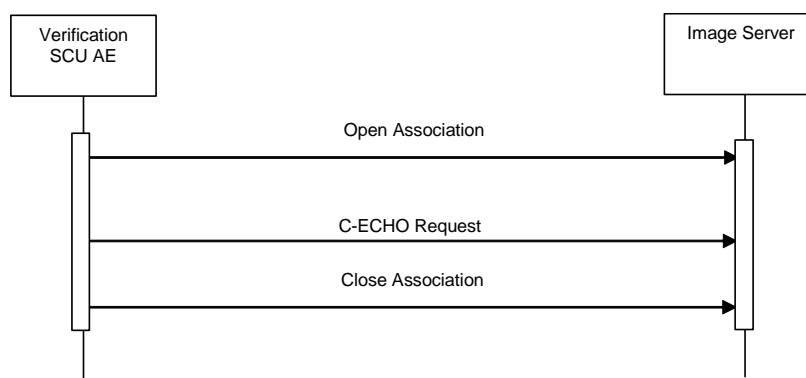 Verification
SCU AE
Image Server
Open Association
C-ECHO Request
Close Association